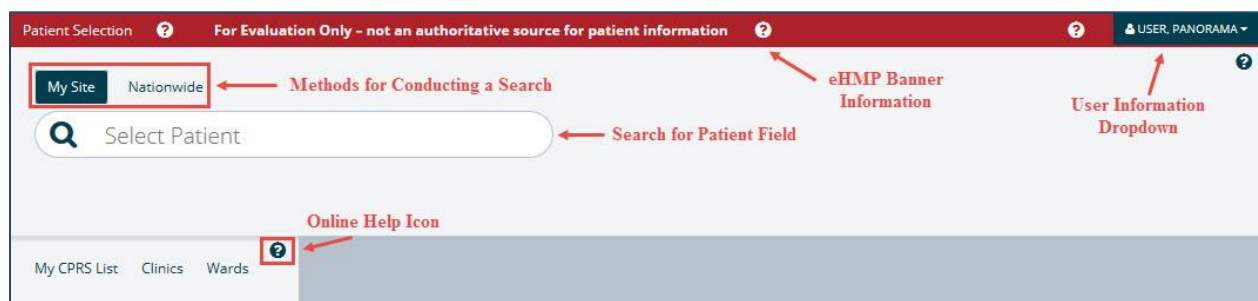 Patient Selection ? For Evaluation Only – not an authoritative source for patient information ? ? USER, PANORAMA
?
My Site Nationwide
Methods for Conducting a Search
eHMP Banner
Information
User Information
Dropdown
Select Patient
Search for Patient Field
Online Help Icon
?
My CPRS List Clinics Wards